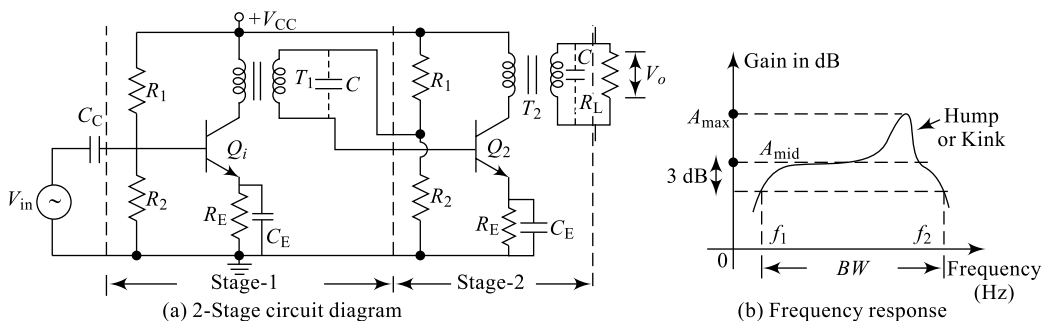 +V_CC
R_1
C_C
V_in
R_2
Q_i
R_E
C_E
T_1
C
R_1
R_2
Q_2
R_E
C_E
T_2
C
R_L
V_o
Stage-1
Stage-2
(a) 2-Stage circuit diagram
Gain in dB
A_max
A_mid
3 dB
Hump
or Kink
f_1
f_2
0
BW
Frequency
(Hz)
(b) Frequency response